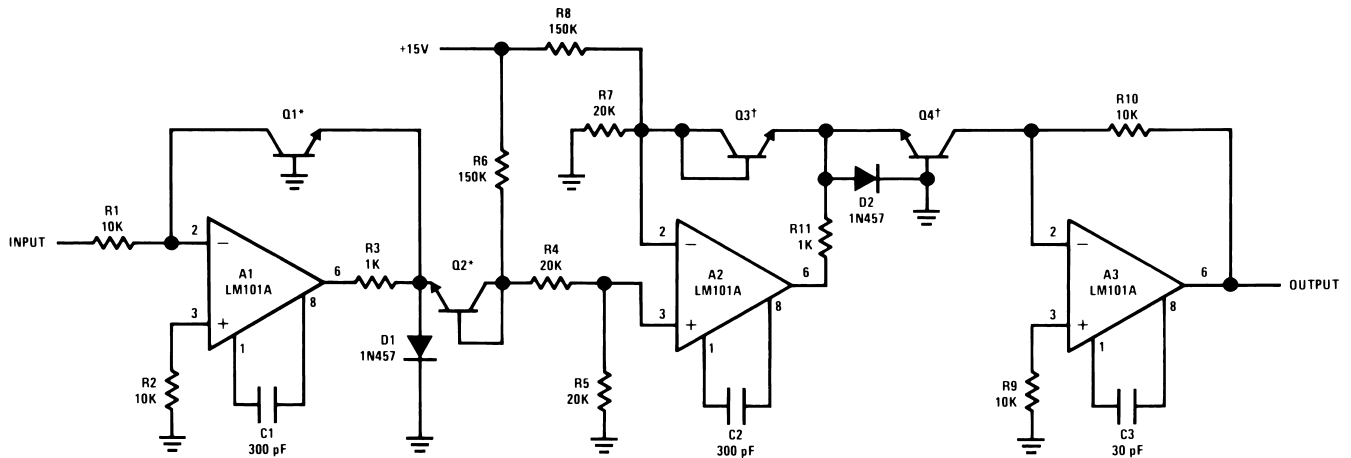 R8
150K
+15V
R7
20K
Q1*
Q3†
Q4†
R10
10K
R6
150K
D2
1N457
R1
10K
INPUT
2
−
A1
LM101A
6
3
+
8
1
R3
1K
Q2*
R4
20K
2
−
A2
LM101A
6
3
+
8
1
R11
1K
2
−
A3
LM101A
6
OUTPUT
3
+
8
1
D1
1N457
R2
10K
C1
300 pF
R5
20K
C2
300 pF
R9
10K
C3
30 pF